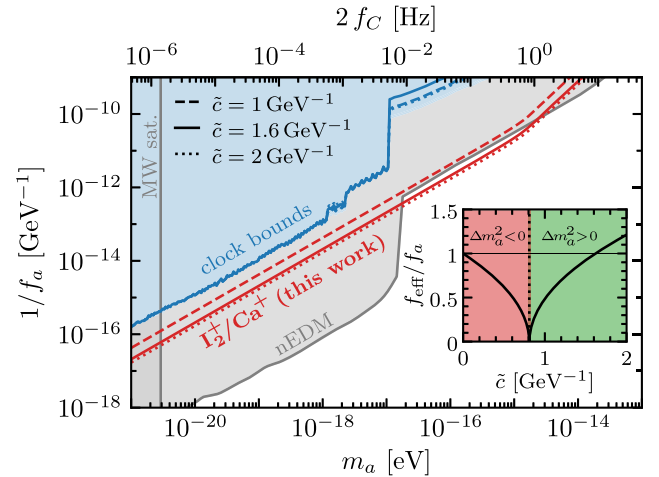 2 f_C [Hz]
10^{-6} 10^{-4} 10^{-2} 10^{0}
1/f_a [GeV^{-1}]
10^{-10}
10^{-12}
10^{-14}
10^{-16}
10^{-18}
MW sat.
c̃ = 1 GeV^{-1}
c̃ = 1.6 GeV^{-1}
c̃ = 2 GeV^{-1}
clock bounds
I_2^+/Ca^+ (this work)
nEDM
f_eff/f_a
1.5
1
0.5
0
Δm_a^2<0 Δm_a^2>0
0 1 2
c̃ [GeV^{-1}]
10^{-20} 10^{-18} 10^{-16} 10^{-14}
m_a [eV]